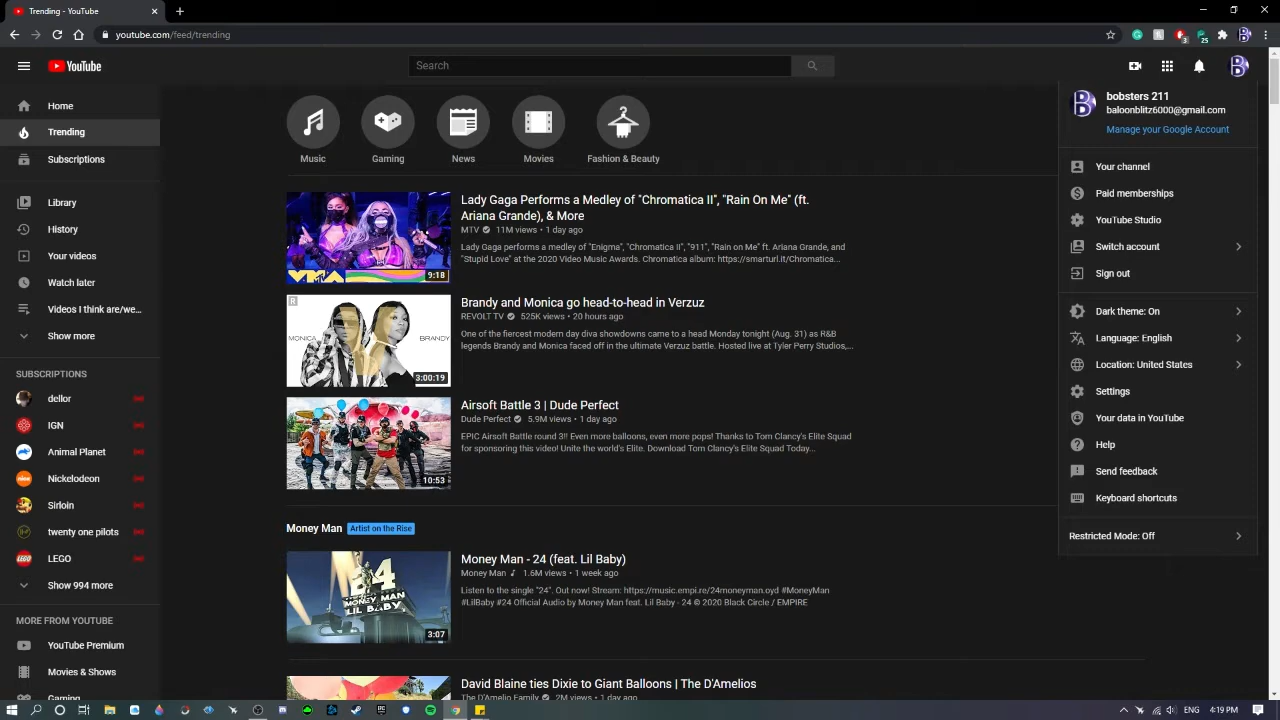 Trending - YouTube
youtube.com/feed/trending
3
25
YouTube
Search
Home
Trending
Subscriptions
Library
History
Your videos
Watch later
Videos I think are/we...
Show more
SUBSCRIPTIONS
dellor
IGN
Animal Planet
Nickelodeon
Sirloin
twenty one pilots
LEGO
Show 994 more
MORE FROM YOUTUBE
YouTube Premium
Movies & Shows
Gaming
Music
Gaming
News
Movies
Fashion & Beauty
Lady Gaga Performs a Medley of "Chromatica II", "Rain On Me" (ft.
Ariana Grande), & More
MTV 11M views • 1 day ago
Lady Gaga performs a medley of "Enigma", "Chromatica II", "911", "Rain on Me" ft. Ariana Grande, and
"Stupid Love" at the 2020 Video Music Awards. Chromatica album: https://smarturl.it/Chromatica...
9:18
Brandy and Monica go head-to-head in Verzuz
REVOLT TV 525K views • 20 hours ago
One of the fiercest modern day diva showdowns came to a head Monday tonight (Aug. 31) as R&B
legends Brandy and Monica faced off in the ultimate Verzuz battle. Hosted live at Tyler Perry Studios,...
R
MONICA
BRANDY
3:00:19
Airsoft Battle 3 | Dude Perfect
Dude Perfect 5.9M views • 1 day ago
EPIC Airsoft Battle round 3!! Even more balloons, even more pops! Thanks to Tom Clancy's Elite Squad
for sponsoring this video! Unite the world's Elite. Download Tom Clancy's Elite Squad Today...
10:53
Money Man Artist on the Rise
Money Man - 24 (feat. Lil Baby)
Money Man 1.6M views • 1 week ago
Listen to the single "24". Out now! Stream: https://music.empi.re/24moneyman.oyd #MoneyMan
#LilBaby #24 Official Audio by Money Man feat. Lil Baby - 24 © 2020 Black Circle / EMPIRE
24
MONEY MAN
LIL BABY
3:07
David Blaine ties Dixie to Giant Balloons | The D'Amelios
The D'Amelio Family 2M views • 1 day ago
B
bobsters 211
baloonblitz6000@gmail.com
Manage your Google Account
Your channel
Paid memberships
YouTube Studio
Switch account
Sign out
Dark theme: On
Language: English
Location: United States
Settings
Your data in YouTube
Help
Send feedback
Keyboard shortcuts
Restricted Mode: Off
ENG
4:19 PM